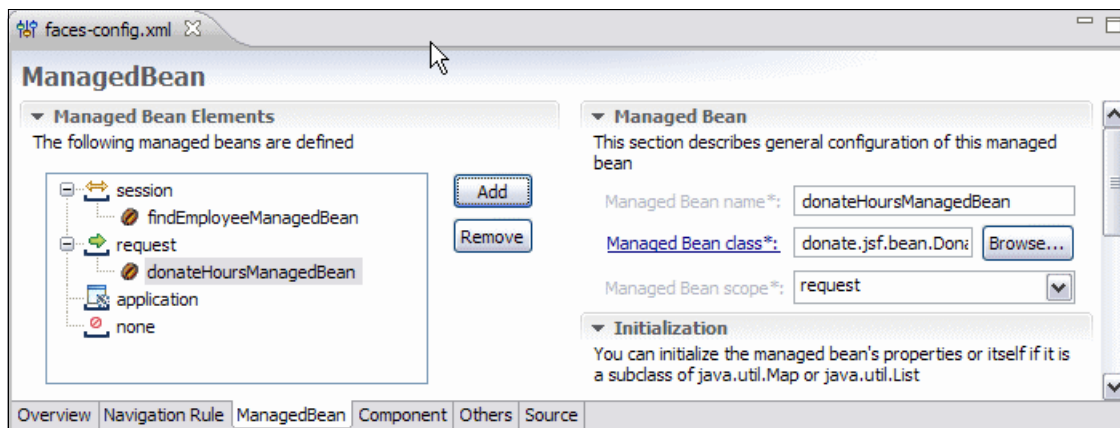 faces-config.xml
ManagedBean
Managed Bean Elements
The following managed beans are defined
session
findEmployeeManagedBean
request
donateHoursManagedBean
application
none
Add
Remove
Managed Bean
This section describes general configuration of this managed
bean
Managed Bean name*: donateHoursManagedBean
Managed Bean class*: donate.jsf.bean.Dona Browse...
Managed Bean scope*: request
Initialization
You can initialize the managed bean's properties or itself if it is
a subclass of java.util.Map or java.util.List
Overview Navigation Rule ManagedBean Component Others Source